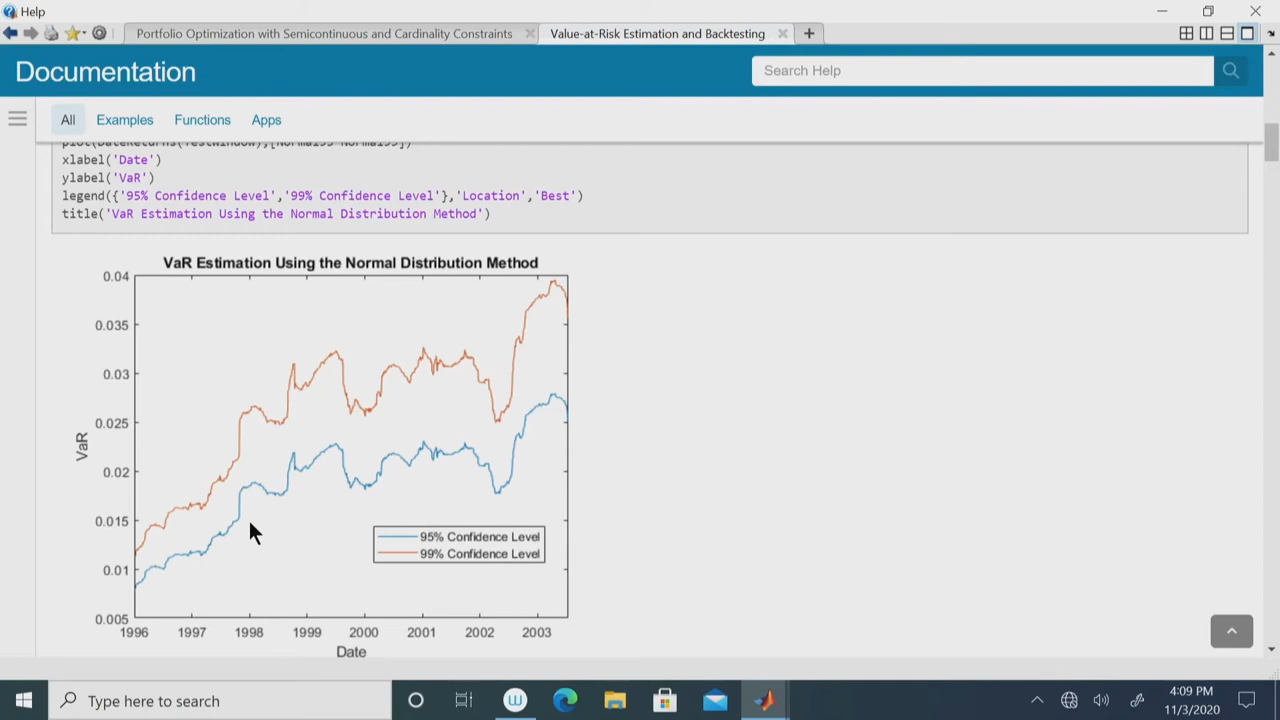 Help
Portfolio Optimization with Semicontinuous and Cardinality Constraints
Value-at-Risk Estimation and Backtesting
Documentation
Search Help
All
Examples
Functions
Apps
xlabel('Date')
ylabel('VaR')
legend({'95% Confidence Level','99% Confidence Level'},'Location','Best')
title('VaR Estimation Using the Normal Distribution Method')
VaR Estimation Using the Normal Distribution Method
0.04
0.035
0.03
0.025
0.02
0.015
0.01
0.005
VaR
95% Confidence Level
99% Confidence Level
1996 1997 1998 1999 2000 2001 2002 2003
Date
Type here to search
4:09 PM
11/3/2020